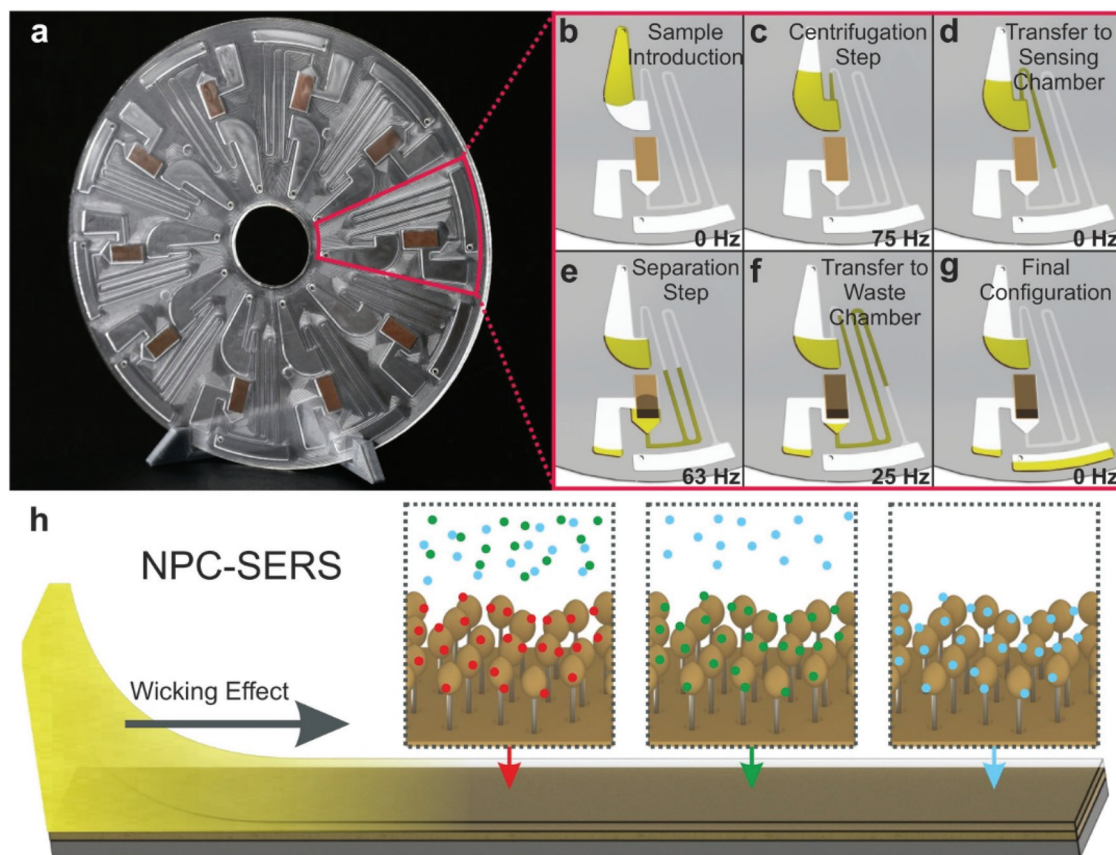 a
b
Sample
Introduction
0 Hz
c
Centrifugation
Step
75 Hz
d
Transfer to
Sensing
Chamber
0 Hz
e
Separation
Step
63 Hz
f
Transfer to
Waste
Chamber
25 Hz
g
Final
Configuration
0 Hz
h
NPC-SERS
Wicking Effect